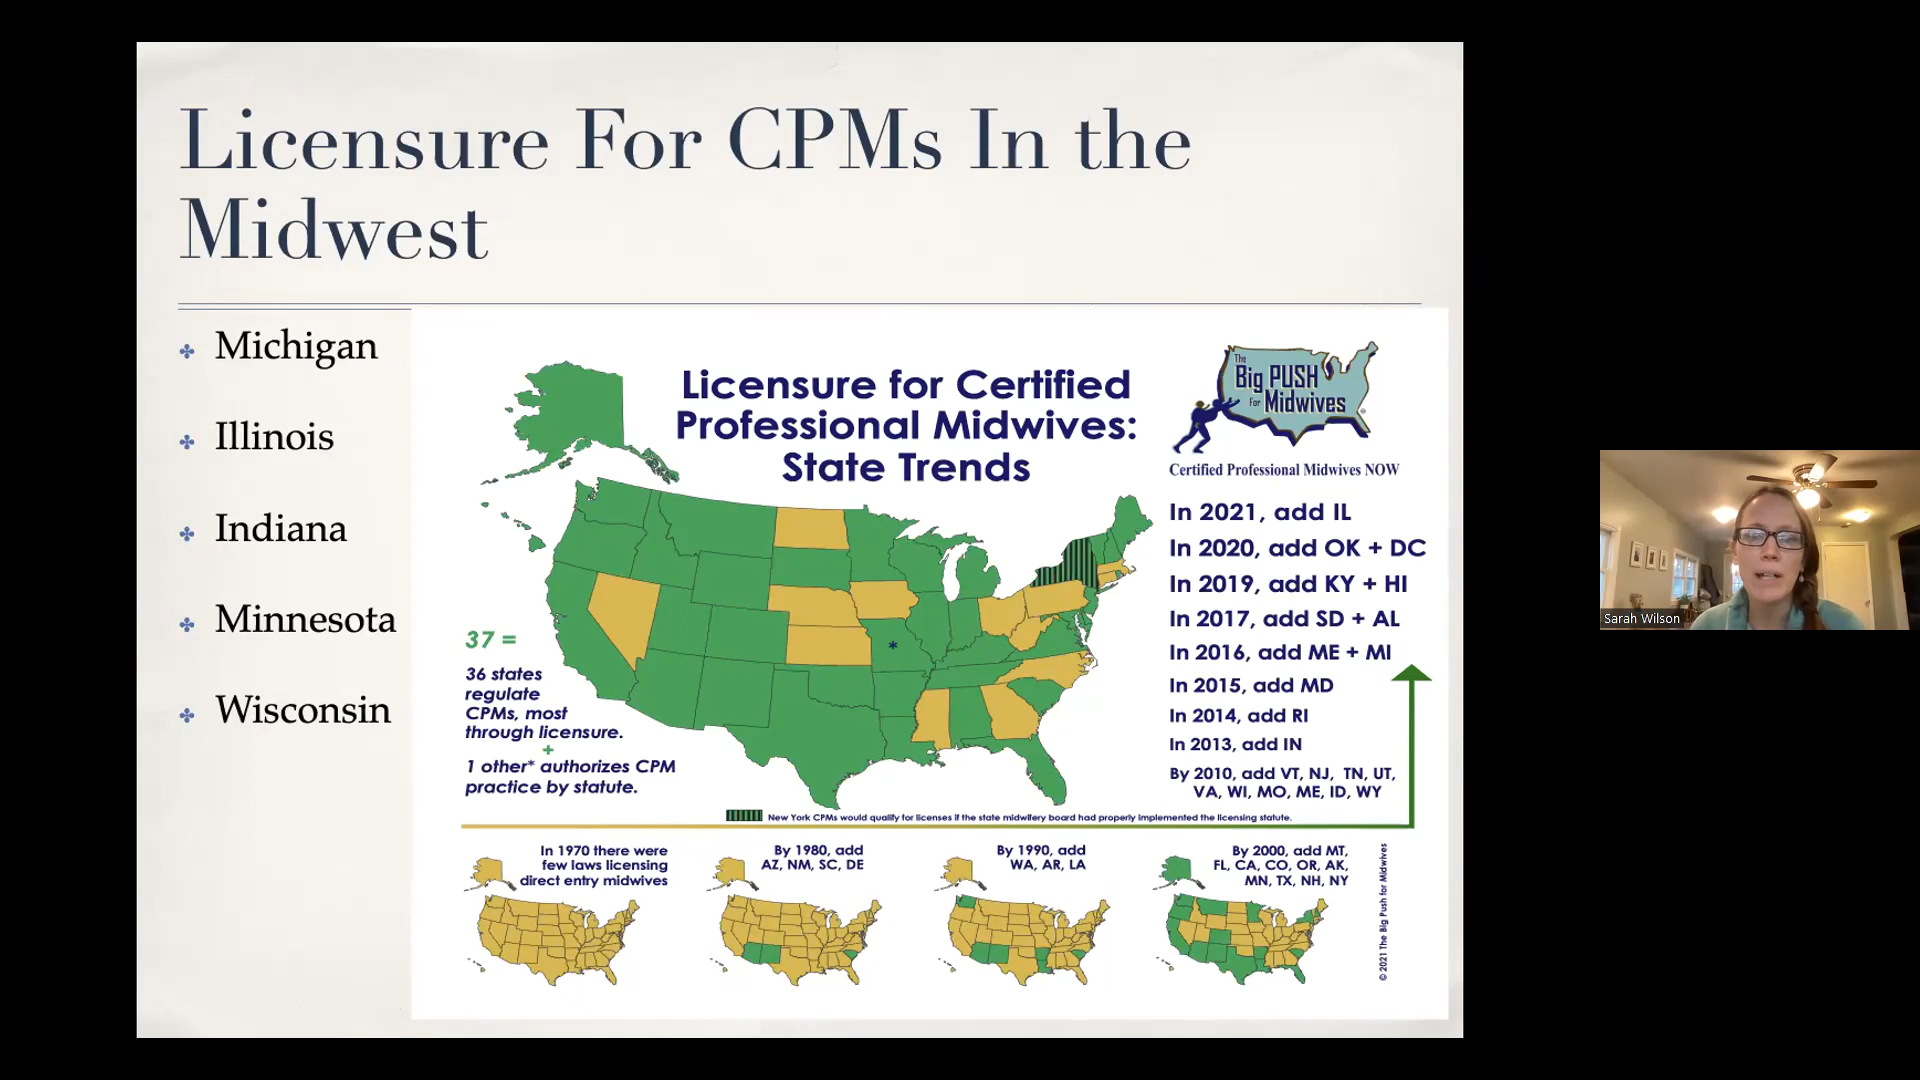 Licensure For CPMs In the
Midwest
Michigan
Illinois
Indiana
Minnesota
Wisconsin
Licensure for Certified
Professional Midwives:
State Trends
The
Big PUSH
For Midwives
Certified Professional Midwives NOW
In 2021, add IL
In 2020, add OK + DC
In 2019, add KY + HI
In 2017, add SD + AL
In 2016, add ME + MI
In 2015, add MD
In 2014, add RI
In 2013, add IN
By 2010, add VT, NJ, TN, UT,
VA, WI, MO, ME, ID, WY
37 =
36 states
regulate
CPMs, most
through licensure.
+
1 other* authorizes CPM
practice by statute.
*
New York CPMs would qualify for licenses if the state midwifery board had properly implemented the licensing statute.
In 1970 there were
few laws licensing
direct entry midwives
By 1980, add
AZ, NM, SC, DE
By 1990, add
WA, AR, LA
By 2000, add MT,
FL, CA, CO, OR, AK,
MN, TX, NH, NY
© 2021 The Big Push for Midwives
Sarah Wilson